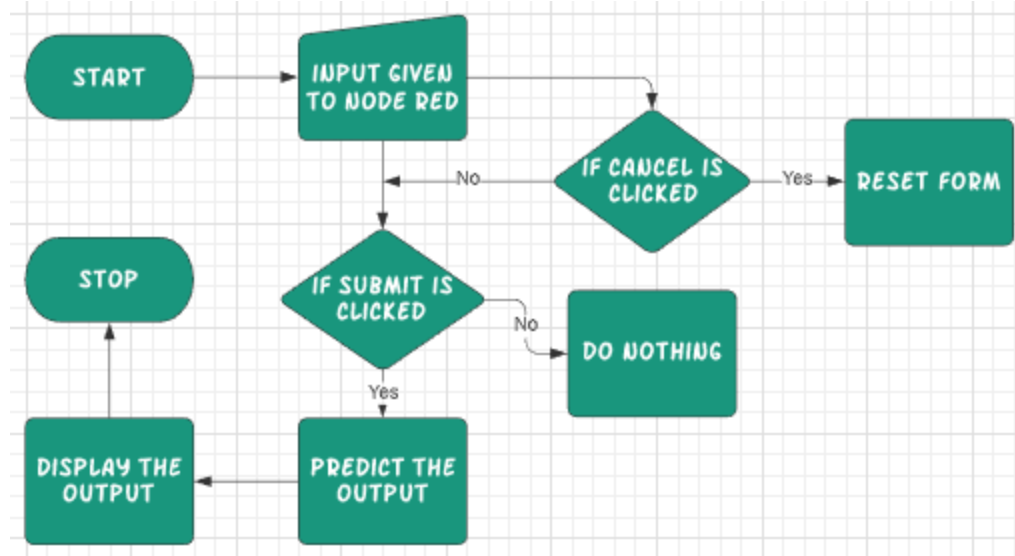 START
INPUT GIVEN
TO NODE RED
IF CANCEL IS
CLICKED
No
Yes
RESET FORM
STOP
IF SUBMIT IS
CLICKED
No
DO NOTHING
Yes
DISPLAY THE
OUTPUT
PREDICT THE
OUTPUT